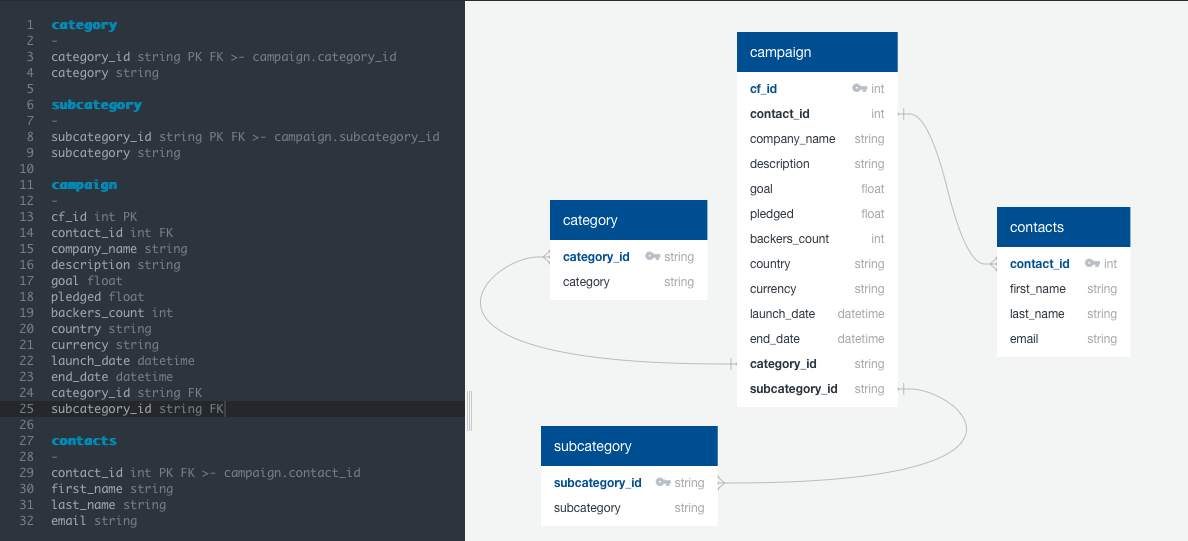 1 category
2 -
3 category_id string PK FK >- campaign.category_id
4 category string
5
6 subcategory
7 -
8 subcategory_id string PK FK >- campaign.subcategory_id
9 subcategory string
10
11 campaign
12 -
13 cf_id int PK
14 contact_id int FK
15 company_name string
16 description string
17 goal float
18 pledged float
19 backers_count int
20 country string
21 currency string
22 launch_date datetime
23 end_date datetime
24 category_id string FK
25 subcategory_id string FK
26
27 contacts
28 -
29 contact_id int PK FK >- campaign.contact_id
30 first_name string
31 last_name string
32 email string
campaign
cf_id int
contact_id int
company_name string
description string
goal float
pledged float
backers_count int
country string
currency string
launch_date datetime
end_date datetime
category_id string
subcategory_id string
category
category_id string
category string
contacts
contact_id int
first_name string
last_name string
email string
subcategory
subcategory_id string
subcategory string